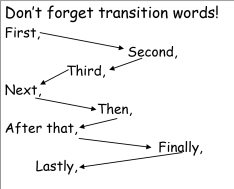 Don't forget transition words!
First,
Second,
Third,
Next,
Then,
After that,
Finally,
Lastly,